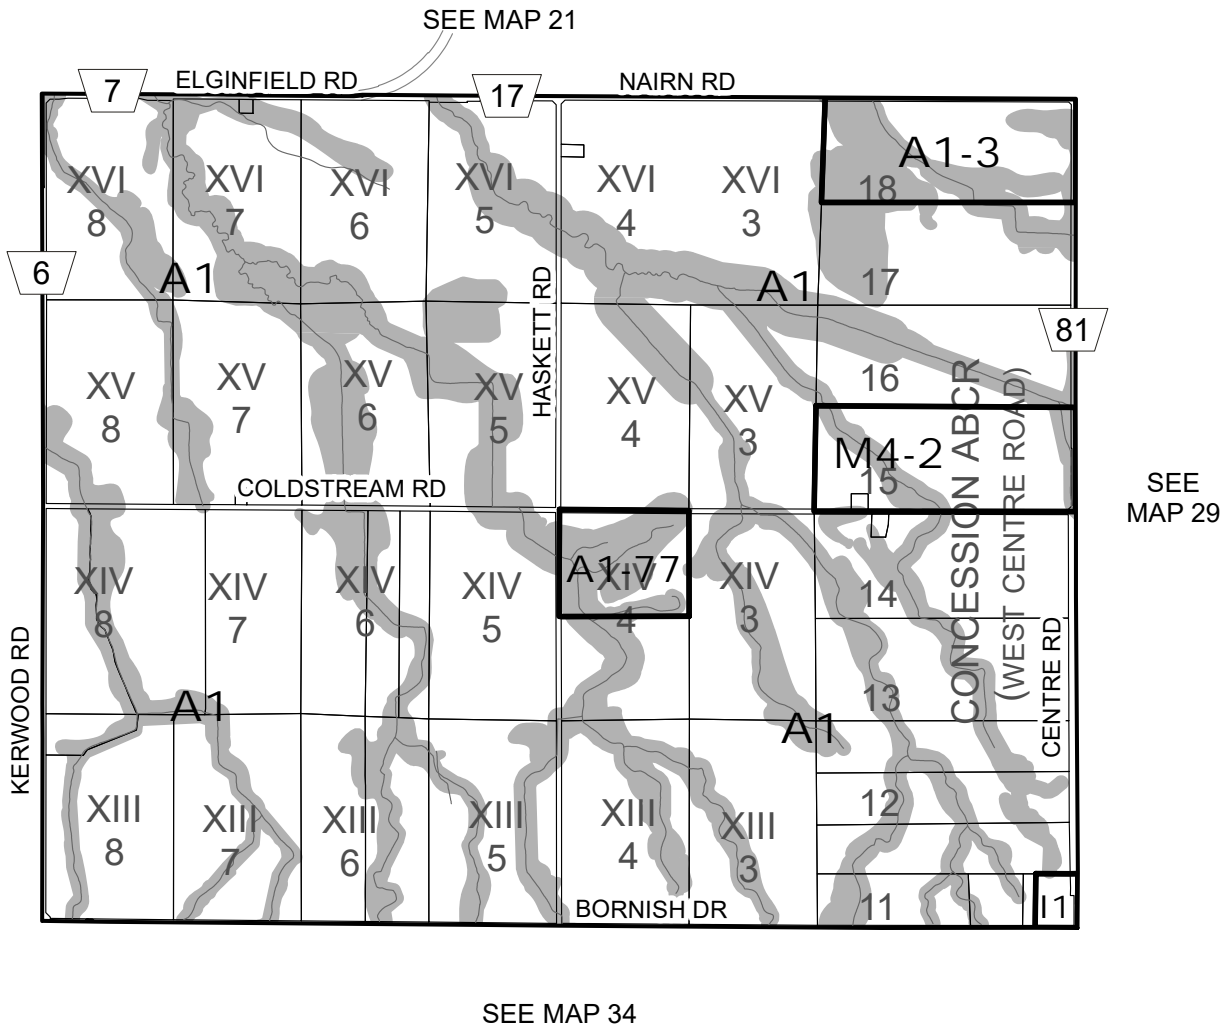 SEE MAP 21
7
ELGINFIELD RD
17
NAIRN RD
A1-3
XVI
8
XVI
7
XVI
6
XVI
5
XVI
4
XVI
3
18
6
A1
HASKETT RD
A1
17
81
XV
8
XV
7
XV
6
XV
5
XV
4
XV
3
16
M4-2
15
CONCESSION ABCR
(WEST CENTRE ROAD)
COLDSTREAM RD
SEE
MAP 29
A1-77
XIV
8
XIV
7
XIV
6
XIV
5
XIV
4
XIV
3
14
KERWOOD RD
A1
A1
13
CENTRE RD
XIII
8
XIII
7
XIII
6
XIII
5
XIII
4
XIII
3
12
11
I1
BORNISH DR
SEE MAP 34